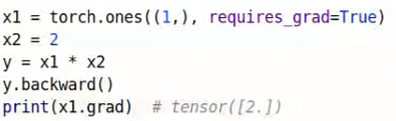 x1 = torch.ones((1,), requires_grad=True)
x2 = 2
y = x1 * x2
y.backward()
print(x1.grad)  # tensor([2.])